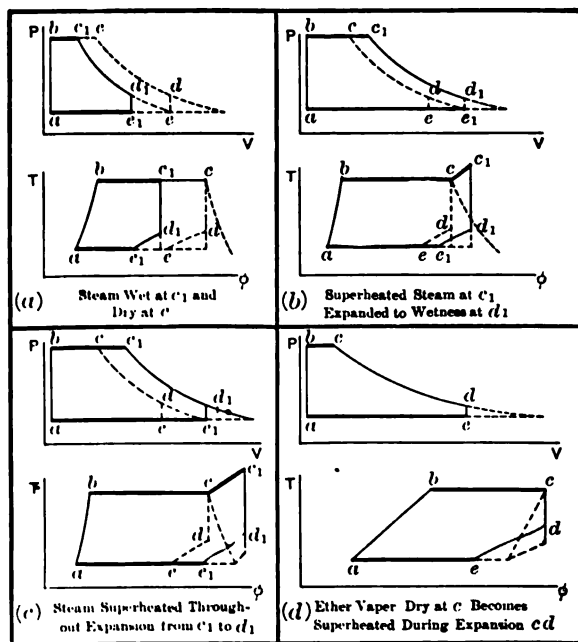 P b c₁ c
d₁ d
a e₁ e
V
T b c₁ c
d₁ d
a e₁ e
ϕ
(a) Steam Wet at c₁ and
Dry at c
P b c c₁
d d₁
a e e₁
V
T b c c₁
d d₁
a e e₁
ϕ
(b) Superheated Steam at c₁
Expanded to Wetness at d₁
P b c c₁
d d₁
a e e₁
V
T b c c₁
d d₁
a e e₁
ϕ
(c) Steam Superheated Through-
out Expansion from c₁ to d₁
P b c
d
a e
V
T b c
d
a e
ϕ
(d) Ether Vaper Dry at c Becomes
Superheated During Expansion cd